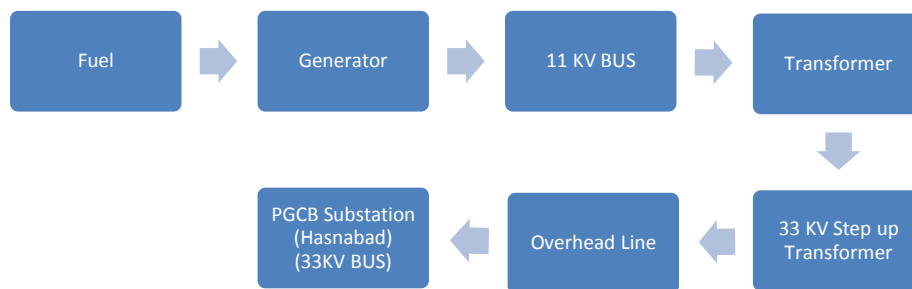 Fuel
Generator
11 KV BUS
Transformer
33 KV Step up
Transformer
Overhead Line
PGCB Substation
(Hasnabad)
(33KV BUS)